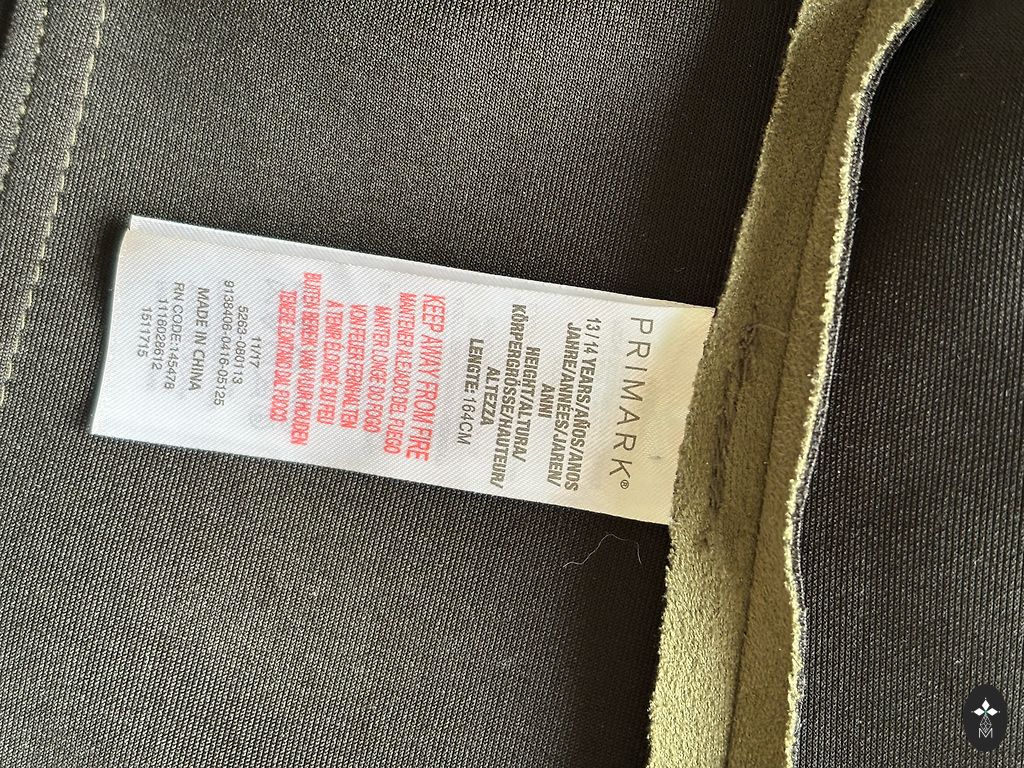 PRIMARK®
13/14 YEARS/AÑOS/ANOS
JAHRE/ANNÉES/JAREN/
ANNI
HEIGHT/ALTURA/
KÖRPERGRÖSSE/HAUTEUR/
ALTEZZA
LENGTE: 164CM
KEEP AWAY FROM FIRE
MANTENER ALEJADO DEL FUEGO
MANTER LONGE DO FOGO
VON FEUER FERNHALTEN
A TENIR ÉLOIGNÉ DU FEU
BUITEN BEREIK VAN VUUR HOUDEN
TENERE LONTANO DAL FUOCO
11/17
5263-080113
9138406-0416-05125
MADE IN CHINA
RN CODE:3145478
1116028612
1511715
M